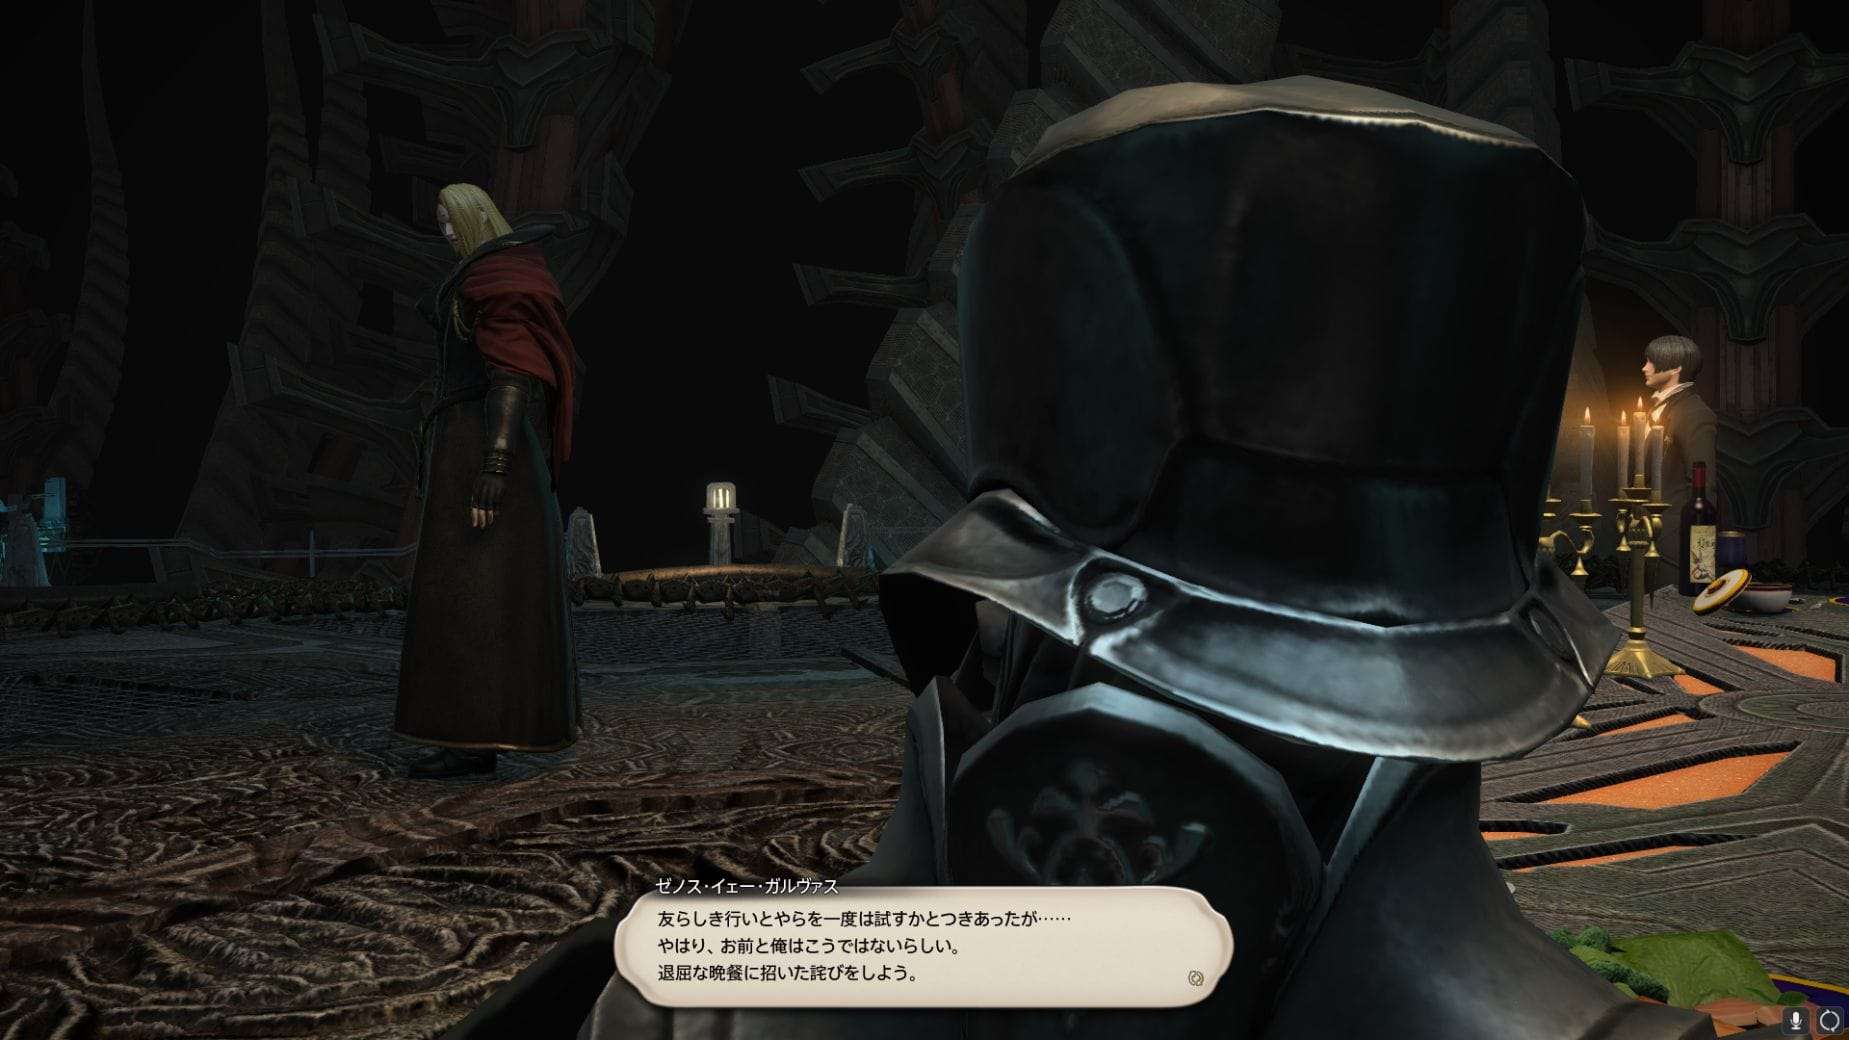 ゼノス・イェー・ガルヴァス
友らしき行いとやらを一度は試すかとつきあったが……
やはり、お前と俺はこうではないらしい。
退屈な晩餐に招いた詫びをしよう。